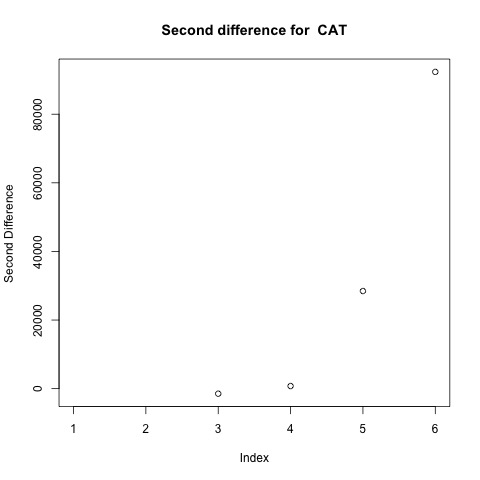 Second difference for  CAT
Second Difference
80000
60000
40000
20000
0
1 2 3 4 5 6
Index